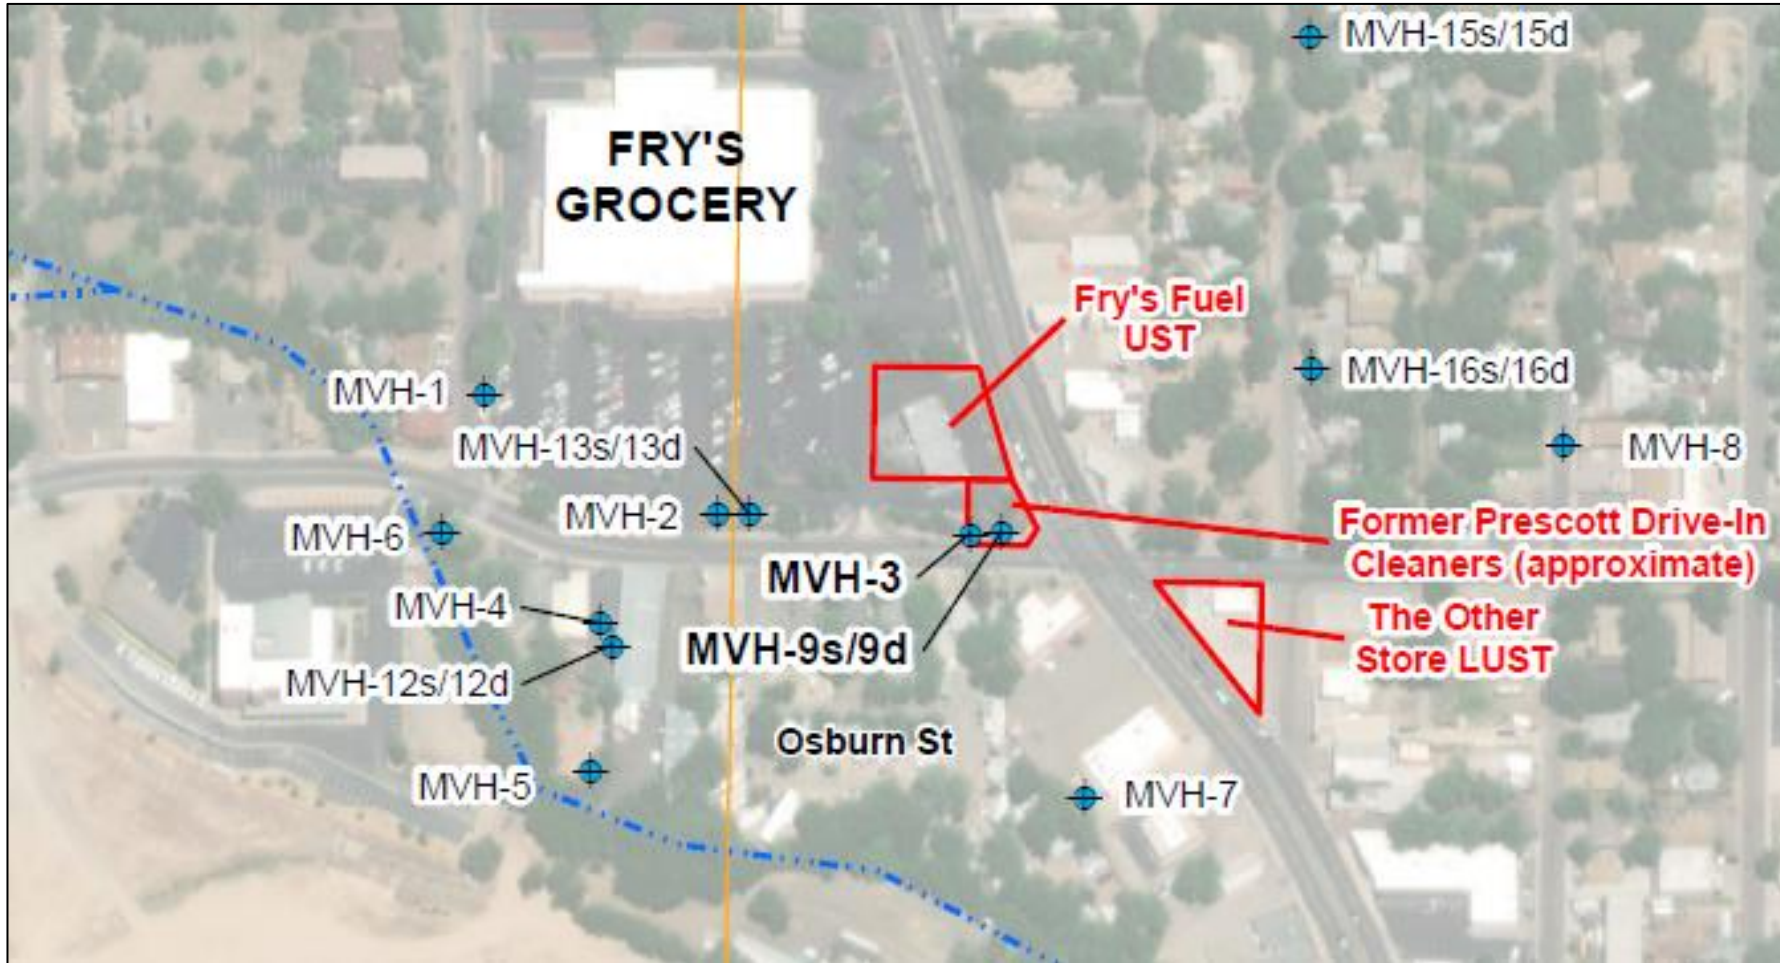 MVH-15s/15d
FRY'S
GROCERY
Fry's Fuel
UST
MVH-1
MVH-16s/16d
MVH-13s/13d
MVH-8
MVH-2
MVH-6
Former Prescott Drive-In
Cleaners (approximate)
MVH-3
MVH-4
The Other
Store LUST
MVH-9s/9d
MVH-12s/12d
Osburn St
MVH-5
MVH-7